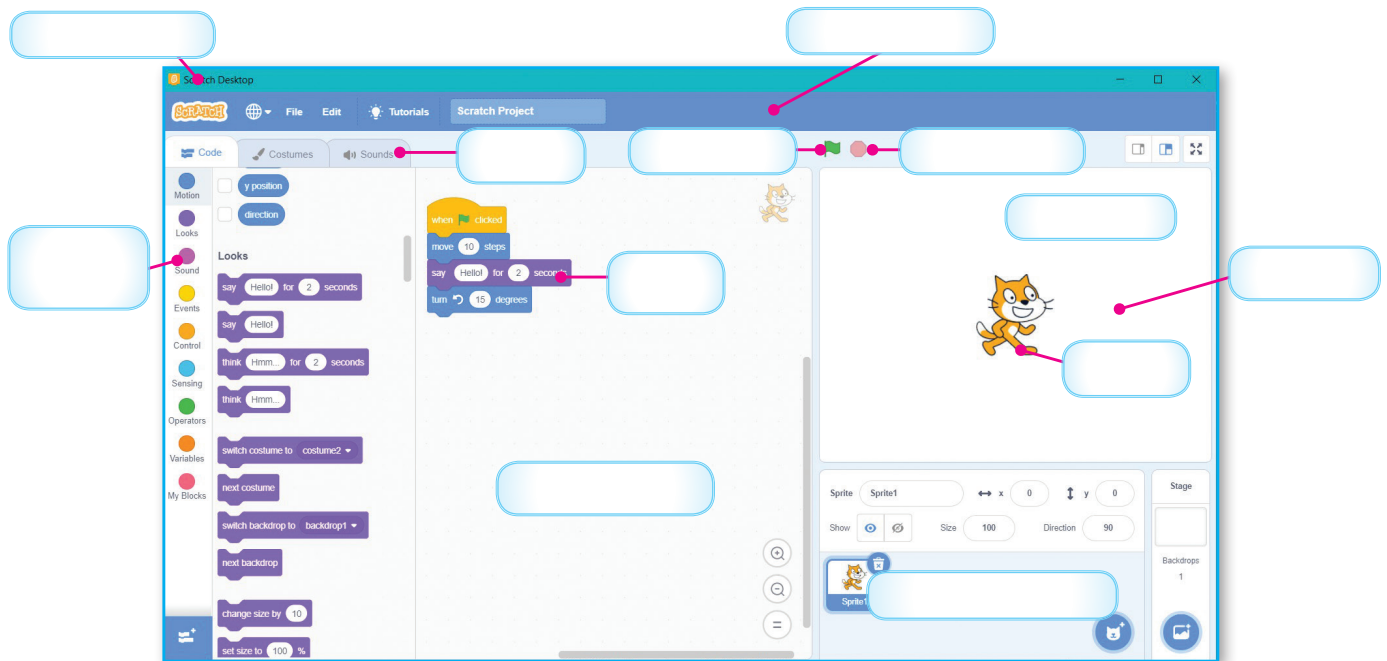 Scratch Desktop
SCRATCH File Edit Tutorials Scratch Project
Code Costumes Sounds
Motion
Looks
Sound
Events
Control
Sensing
Operators
Variables
My Blocks
y position
direction
Looks
say Hello! for 2 seconds
say Hello!
think Hmm... for 2 seconds
think Hmm...
switch costume to costume2
next costume
switch backdrop to backdrop1
next backdrop
change size by 10
set size to 100 %
when clicked
move 10 steps
say Hello! for 2 seconds
turn 15 degrees
Sprite Sprite1 x 0 y 0
Show Size 100 Direction 90
Sprite1
Stage
Backdrops
1